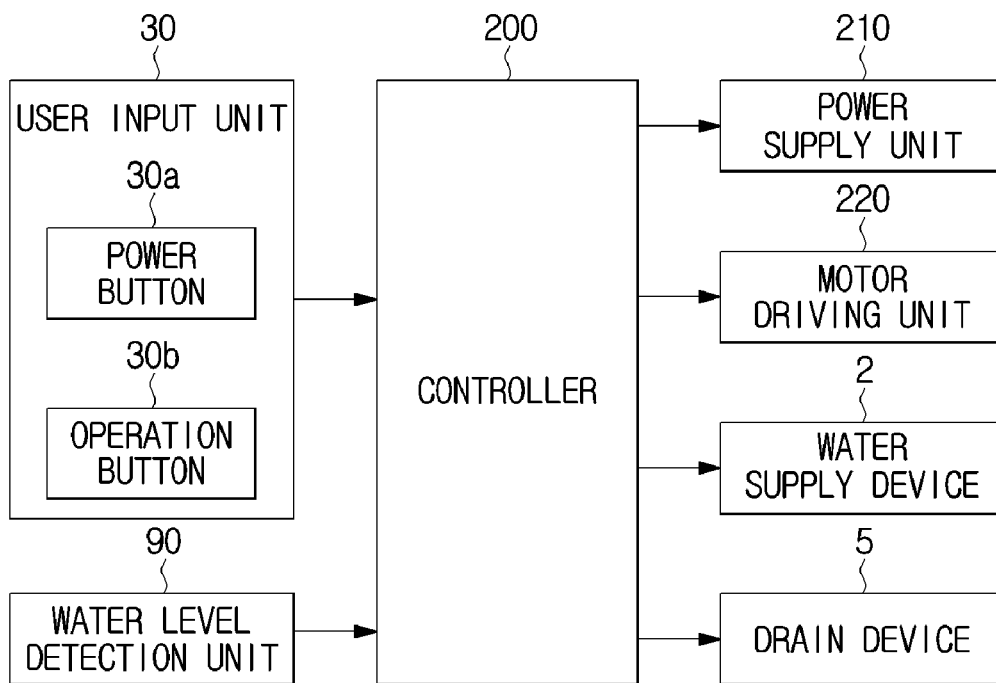 30
USER INPUT UNIT
30a
POWER
BUTTON
30b
OPERATION
BUTTON
90
WATER LEVEL
DETECTION UNIT
200
CONTROLLER
210
POWER
SUPPLY UNIT
220
MOTOR
DRIVING UNIT
2
WATER
SUPPLY DEVICE
5
DRAIN DEVICE